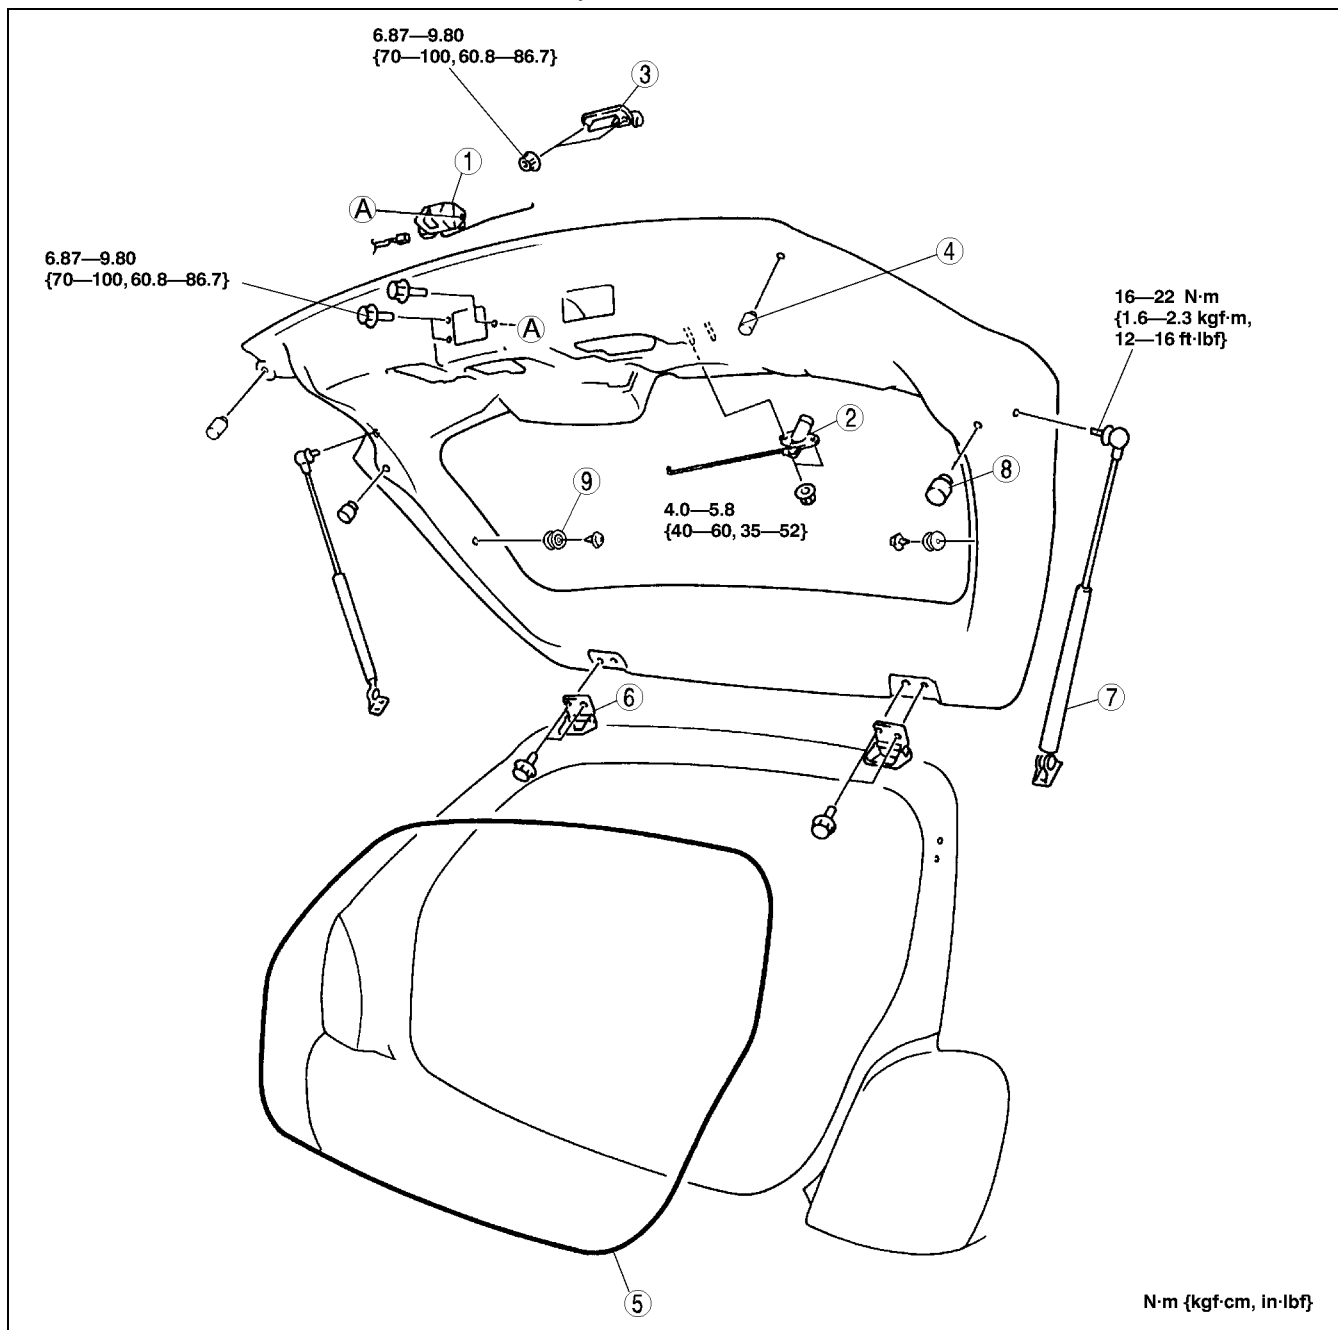 6.87—9.80
{70—100, 60.8—86.7}
3
1
A
6.87—9.80
{70—100, 60.8—86.7}
4
A
16—22 N·m
{1.6—2.3 kgf·m,
12—16 ft·lbf}
2
8
9
4.0—5.8
{40—60, 35—52}
6
7
5
N·m {kgf·cm, in·lbf}